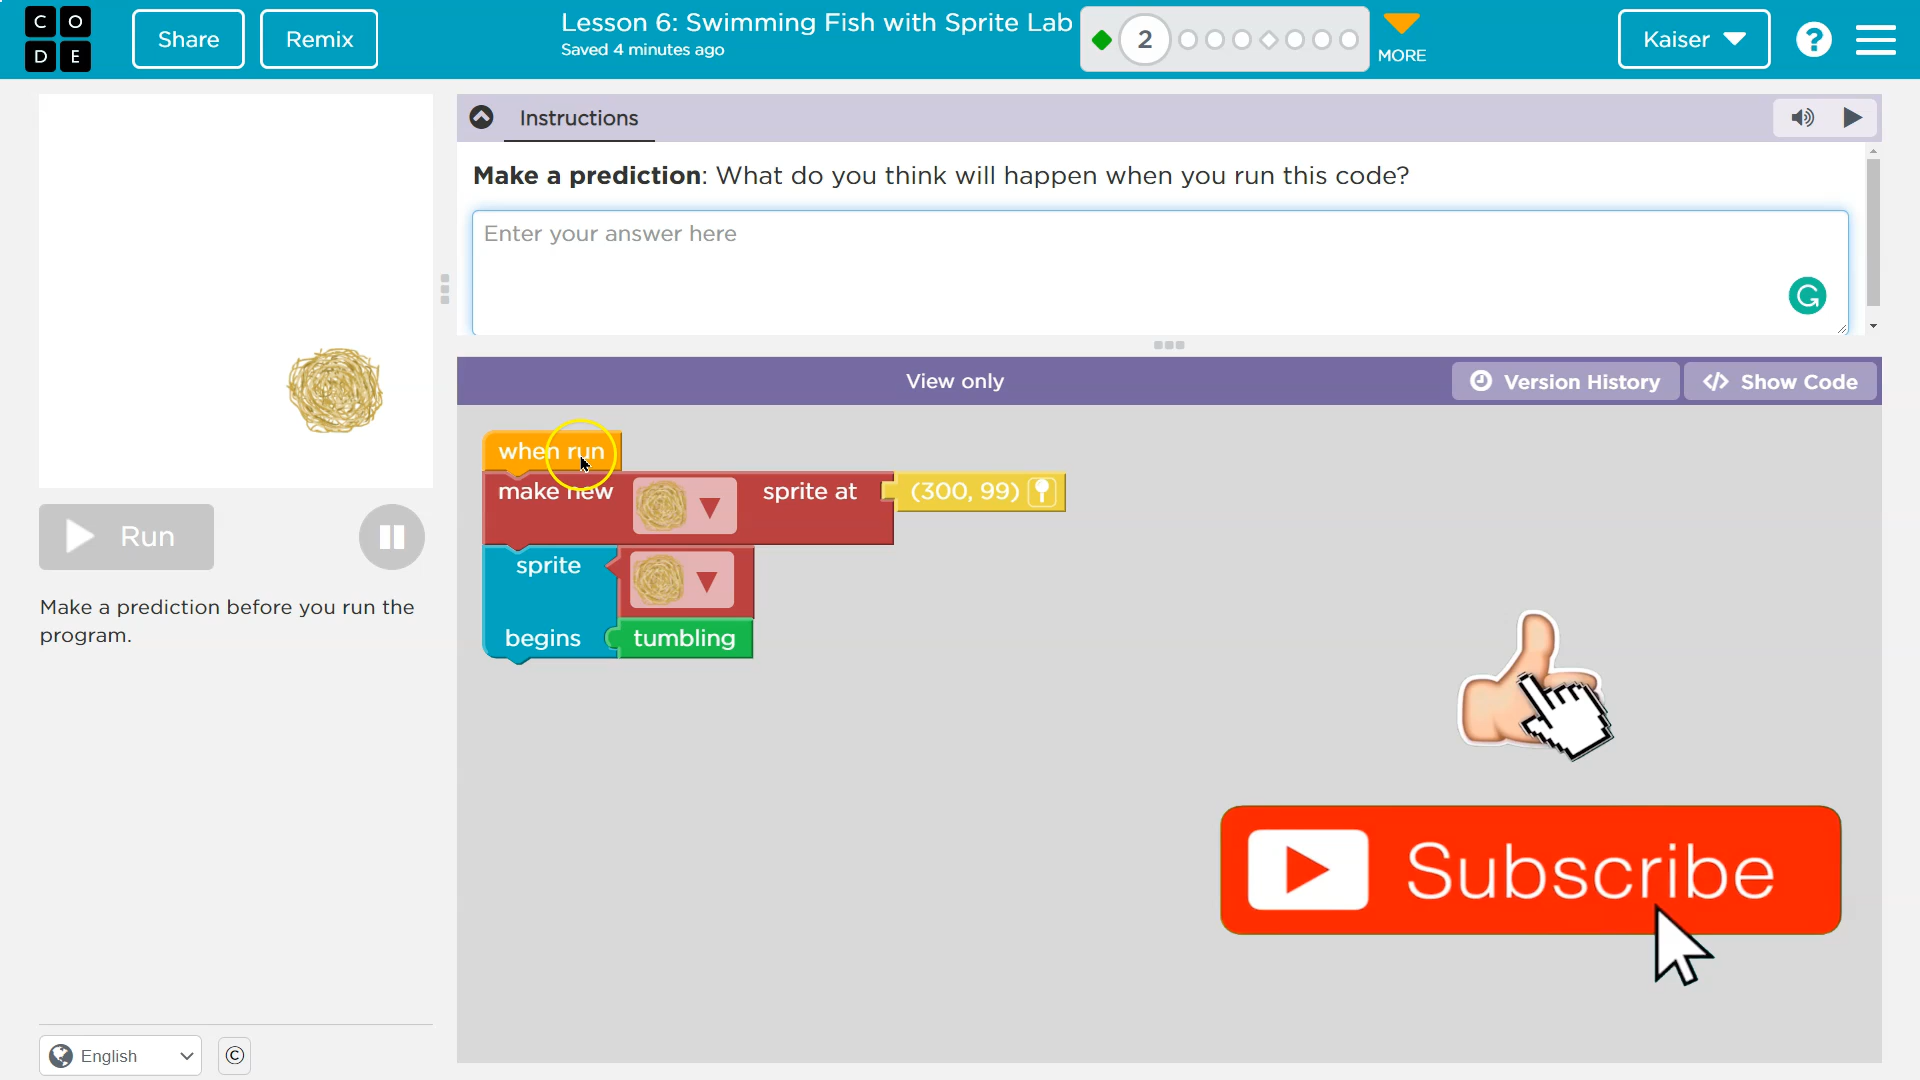 C O
D E
Share
Remix
Lesson 6: Swimming Fish with Sprite Lab
Saved 4 minutes ago
2
MORE
Kaiser
?
Instructions
Make a prediction: What do you think will happen when you run this code?
Enter your answer here
View only
Version History
</> Show Code
when run
make new sprite at (300, 99)
sprite
begins tumbling
Run
Make a prediction before you run the
program.
Subscribe
English
©